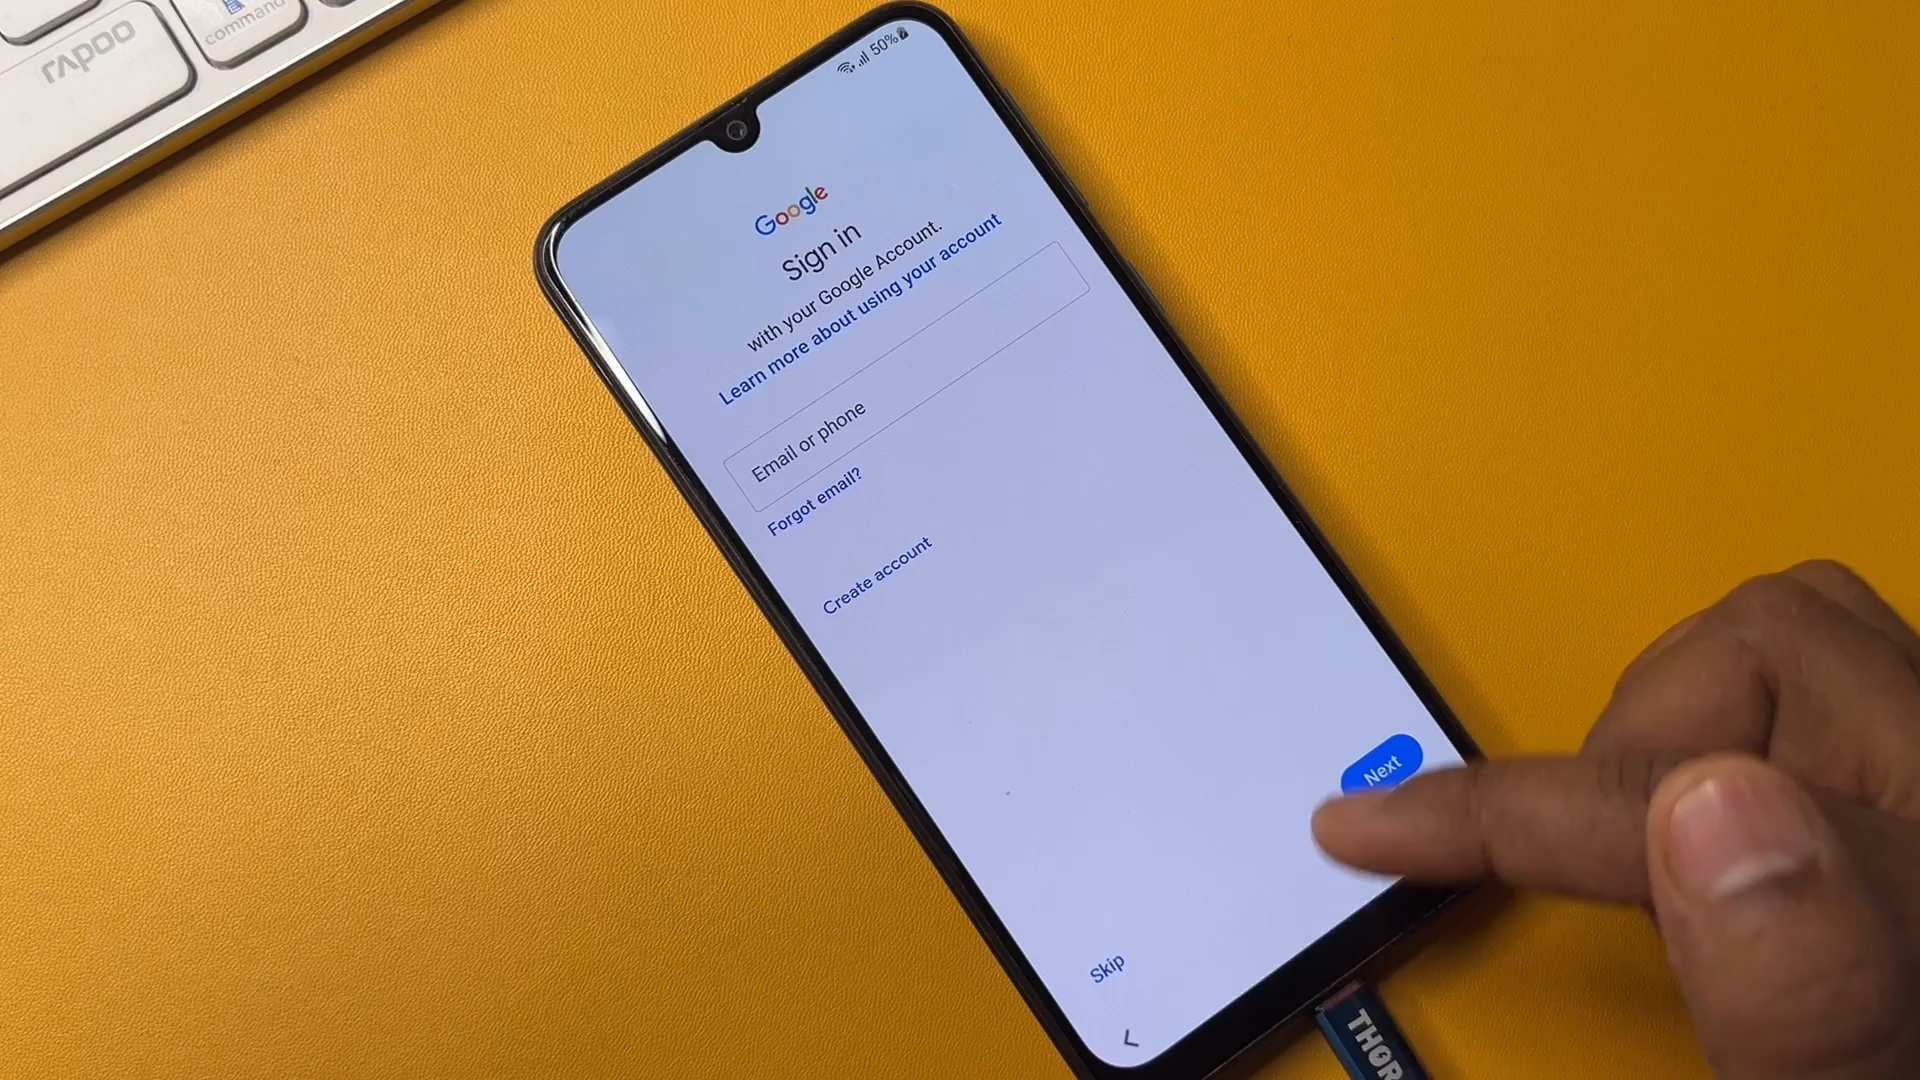 rapoo
command
50%
Google
Sign in
with your Google Account.
Learn more about using your account
Email or phone
Forgot email?
Create account
Next
Skip
THOR